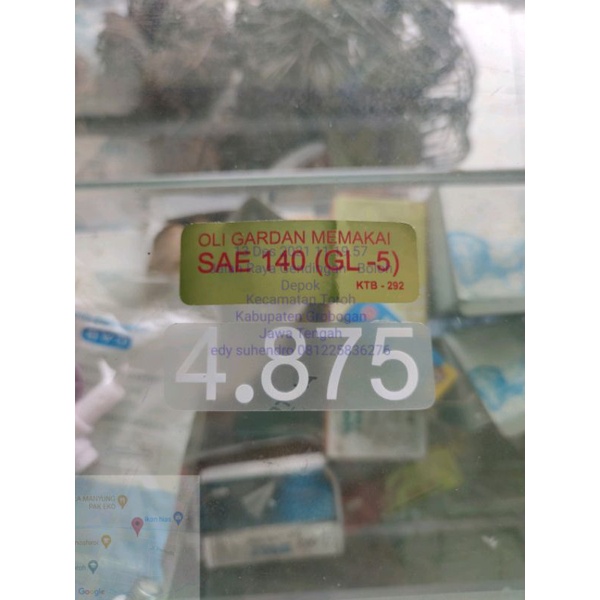 OLI GARDAN MEMAKAI
SAE 140 (GL -5)
KTB - 292
Depok
Kecamatan Toroh
Kabupaten Grobogan
Jawa Tengah
edy suhendro 081225836276
4.875
Google